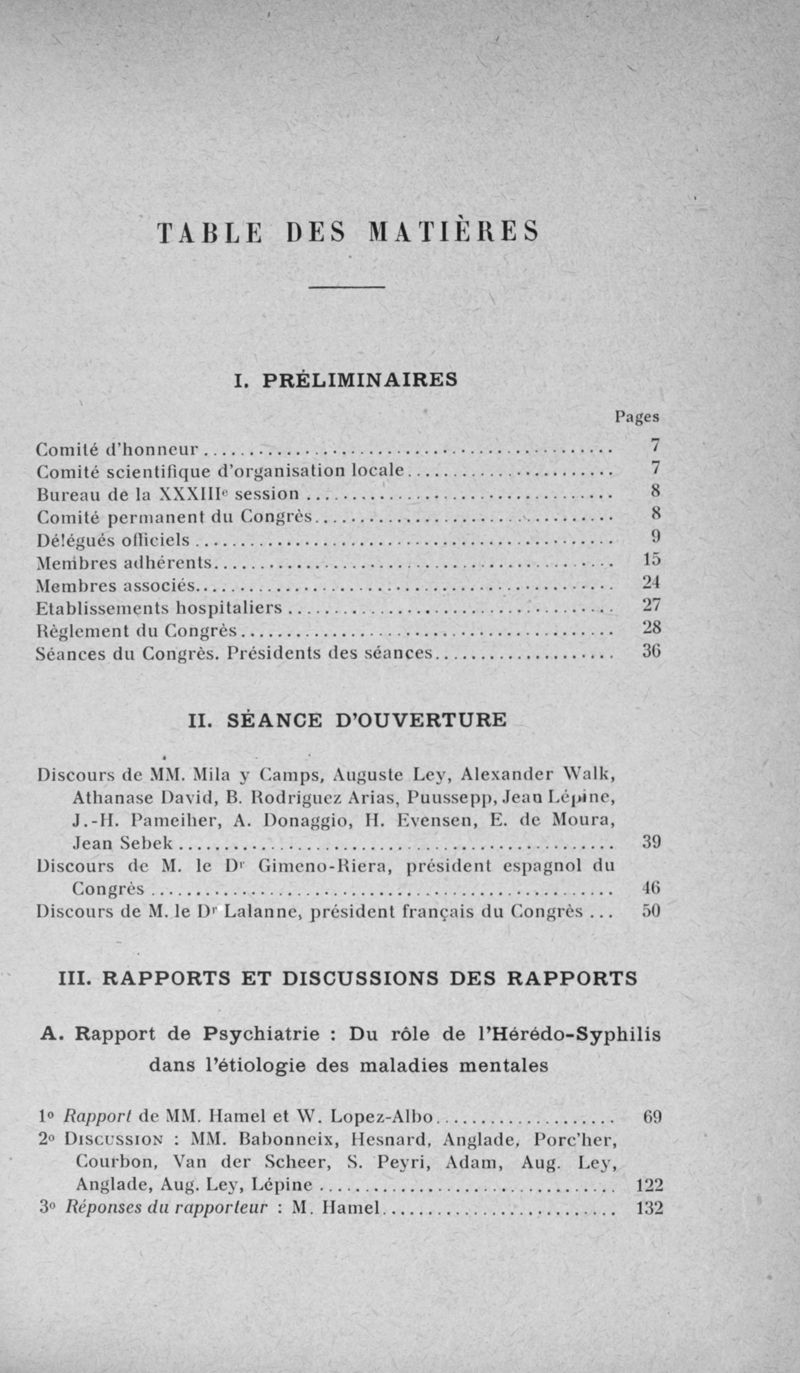 TABLE DES MATIÈRES
I. PRÉLIMINAIRES
Pages
Comité d'honneur........................................ 7
Comité scientifique d'organisation locale........................ 7
Bureau de la XXXIIIe session .................................. 8
Comité permanent du Congrès................................. 8
Délégués officiels .............................................. 9
Membres adhérents............................................ 15
Membres associés.............................................. 24
Etablissements hospitaliers .................................... 27
Règlement du Congrès......................................... 28
Séances du Congrès. Présidents des séances.................... 36
II. SÉANCE D'OUVERTURE
Discours de MM. Mila y Camps, Auguste Ley, Alexander Walk,
Athanase David, B. Rodriguez Arias, Puussepp, Jean Lépine,
J.-H. Pameiher, A. Donaggio, H. Evensen, E. de Moura,
Jean Sebek ................................................ 39
Discours de M. le Dr Gimeno-Riera, président espagnol du
Congrès ................................................... 46
Discours de M. le Dr Lalanne, président français du Congrès ... 50
III. RAPPORTS ET DISCUSSIONS DES RAPPORTS
A. Rapport de Psychiatrie : Du rôle de l'Hérédo-Syphilis
dans l'étiologie des maladies mentales
1o Rapport de MM. Hamel et W. Lopez-Albo.................... 69
2o DISCUSSION : MM. Babonneix, Hesnard, Anglade, Porc'her,
Courbon, Van der Scheer, S. Peyri, Adam, Aug. Ley,
Anglade, Aug. Ley, Lépine ................................. 122
3o Réponses du rapporteur : M. Hamel.......................... 132